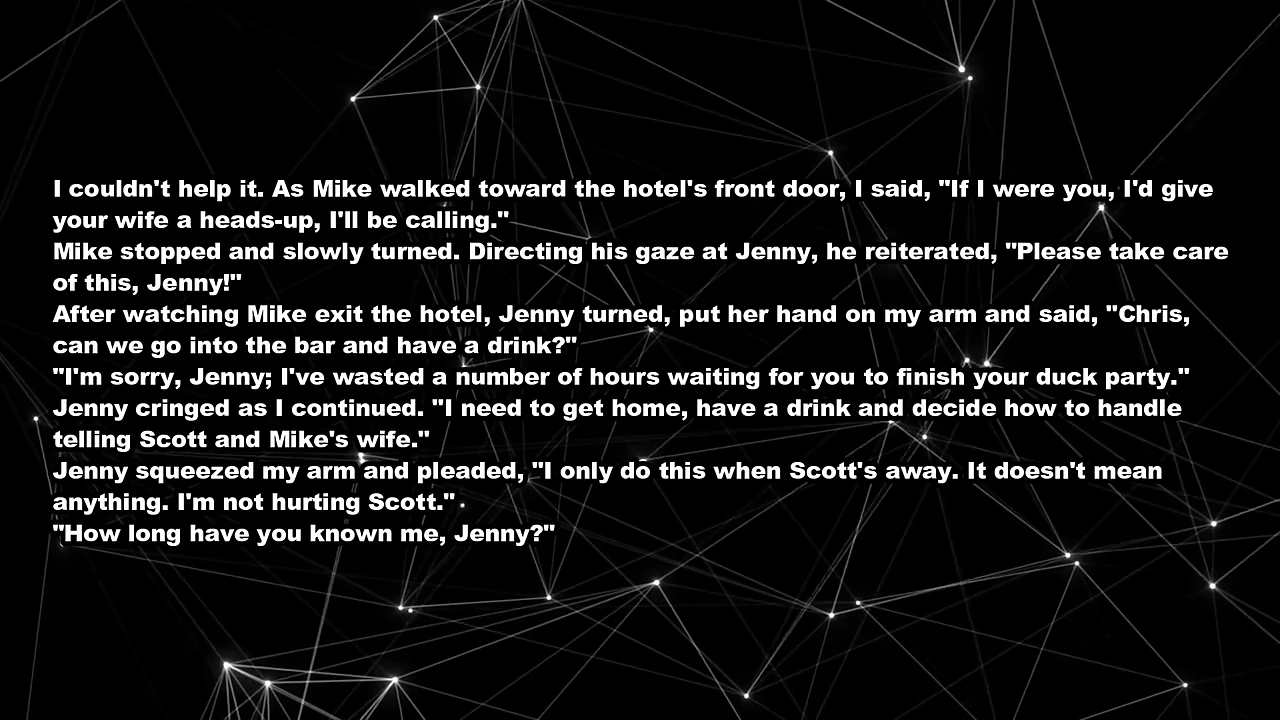 I couldn't help it. As Mike walked toward the hotel's front door, I said, "If I were you, I'd give
your wife a heads-up, I'll be calling."
Mike stopped and slowly turned. Directing his gaze at Jenny, he reiterated, "Please take care
of this, Jenny!"
After watching Mike exit the hotel, Jenny turned, put her hand on my arm and said, "Chris,
can we go into the bar and have a drink?"
"I'm sorry, Jenny; I've wasted a number of hours waiting for you to finish your duck party."
Jenny cringed as I continued. "I need to get home, have a drink and decide how to handle
telling Scott and Mike's wife."
Jenny squeezed my arm and pleaded, "I only do this when Scott's away. It doesn't mean
anything. I'm not hurting Scott."
"How long have you known me, Jenny?"